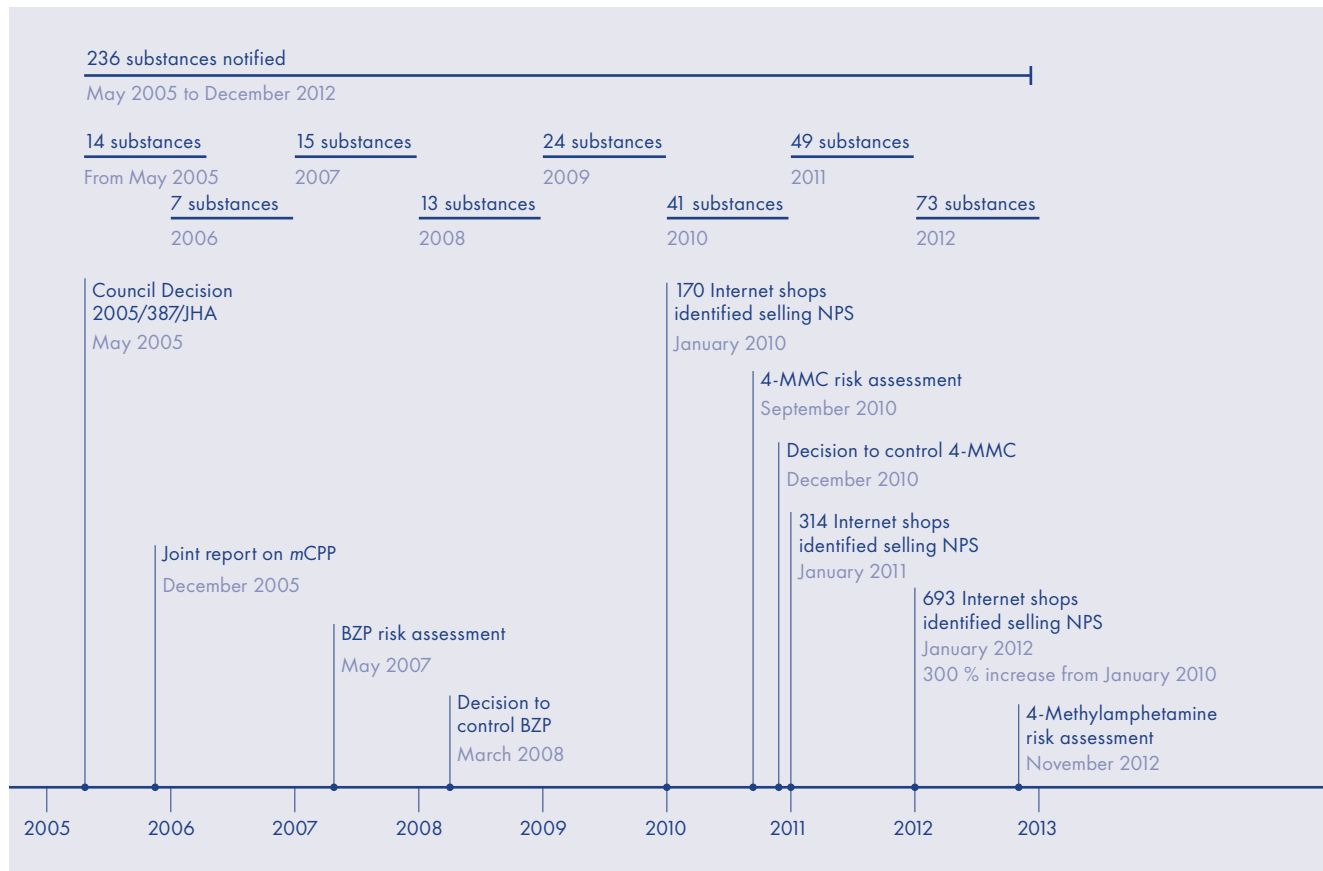 236 substances notified
May 2005 to December 2012
14 substances
From May 2005
7 substances
2006
15 substances
2007
13 substances
2008
24 substances
2009
41 substances
2010
49 substances
2011
73 substances
2012
Council Decision
2005/387/JHA
May 2005
Joint report on mCPP
December 2005
BZP risk assessment
May 2007
Decision to
control BZP
March 2008
170 Internet shops
identified selling NPS
January 2010
4-MMC risk assessment
September 2010
Decision to control 4-MMC
December 2010
314 Internet shops
identified selling NPS
January 2011
693 Internet shops
identified selling NPS
January 2012
300 % increase from January 2010
4-Methylamphetamine
risk assessment
November 2012
2005 2006 2007 2008 2009 2010 2011 2012 2013